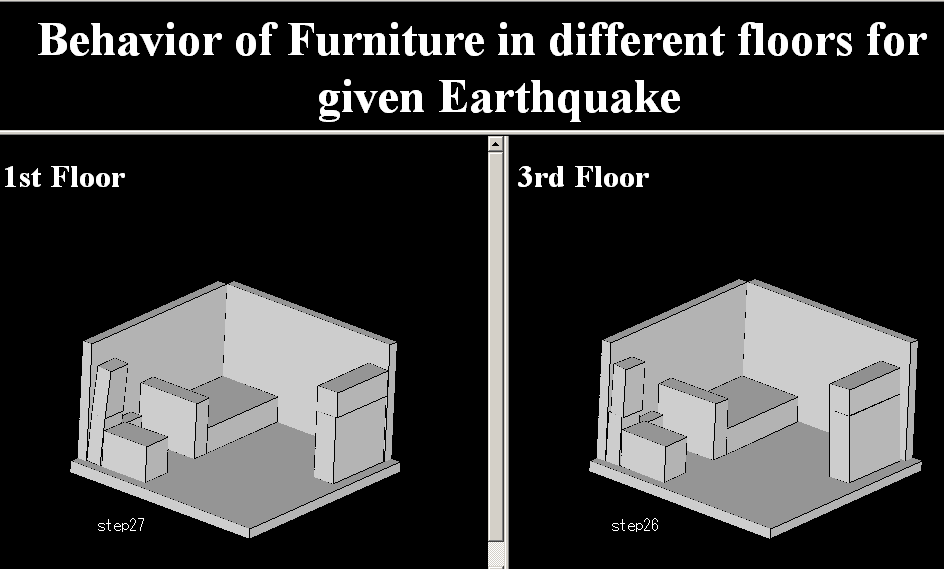 Behavior of Furniture in different floors for
given Earthquake
1st Floor
3rd Floor
step27
step26